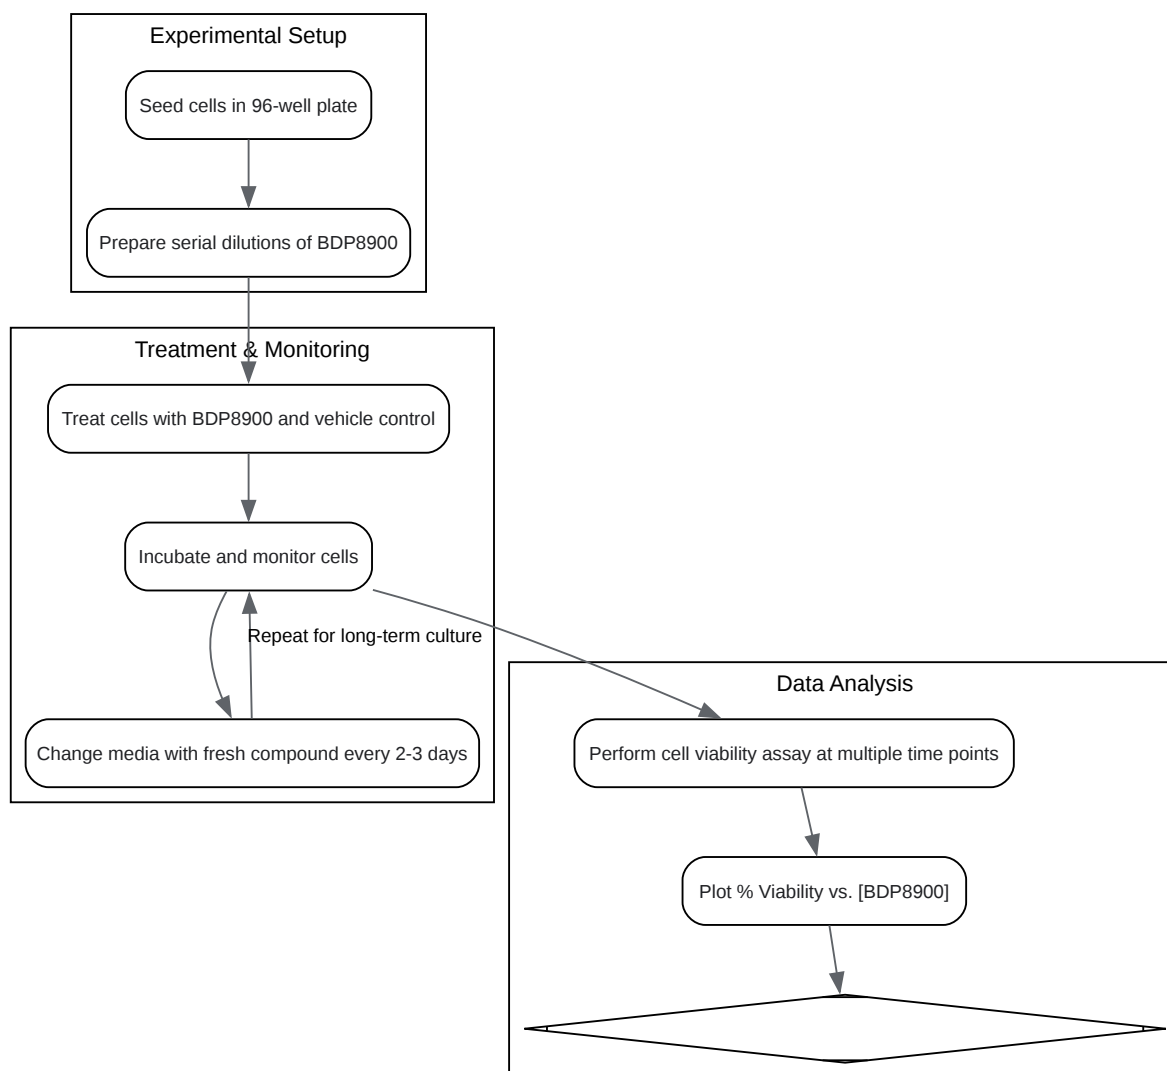 Experimental Setup
Seed cells in 96-well plate
Prepare serial dilutions of BDP8900
Treatment & Monitoring
Treat cells with BDP8900 and vehicle control
Incubate and monitor cells
Repeat for long-term culture
Change media with fresh compound every 2-3 days
Data Analysis
Perform cell viability assay at multiple time points
Plot % Viability vs. [BDP8900]